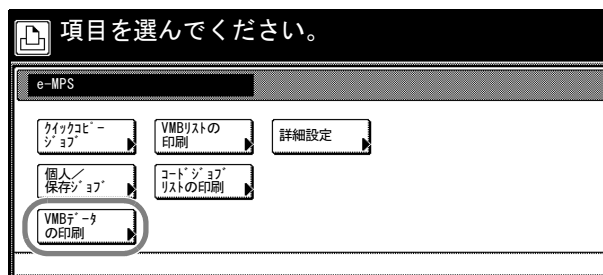 項目を選んでください。
e-MPS
ｸｲｯｸｺﾋﾟｰ
ｼﾞｮﾌﾞ
VMBﾘｽﾄの
印刷
詳細設定
個人／
保存ｼﾞｮﾌﾞ
ｺｰﾄﾞｼﾞｮﾌﾞ
ﾘｽﾄの印刷
VMBﾃﾞｰﾀ
の印刷